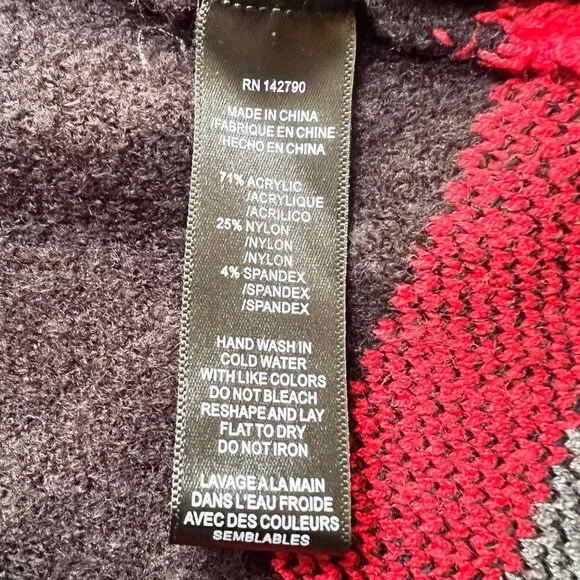 RN 142790
MADE IN CHINA
/FABRIQUE EN CHINE
/HECHO EN CHINA
71% ACRYLIC
/ACRYLIQUE
/ACRILICO
25% NYLON
/NYLON
/NYLON
4% SPANDEX
/SPANDEX
/SPANDEX
HAND WASH IN
COLD WATER
WITH LIKE COLORS
DO NOT BLEACH
RESHAPE AND LAY
FLAT TO DRY
DO NOT IRON
LAVAGE A LA MAIN
DANS L'EAU FROIDE
AVEC DES COULEURS
SEMBLABLES